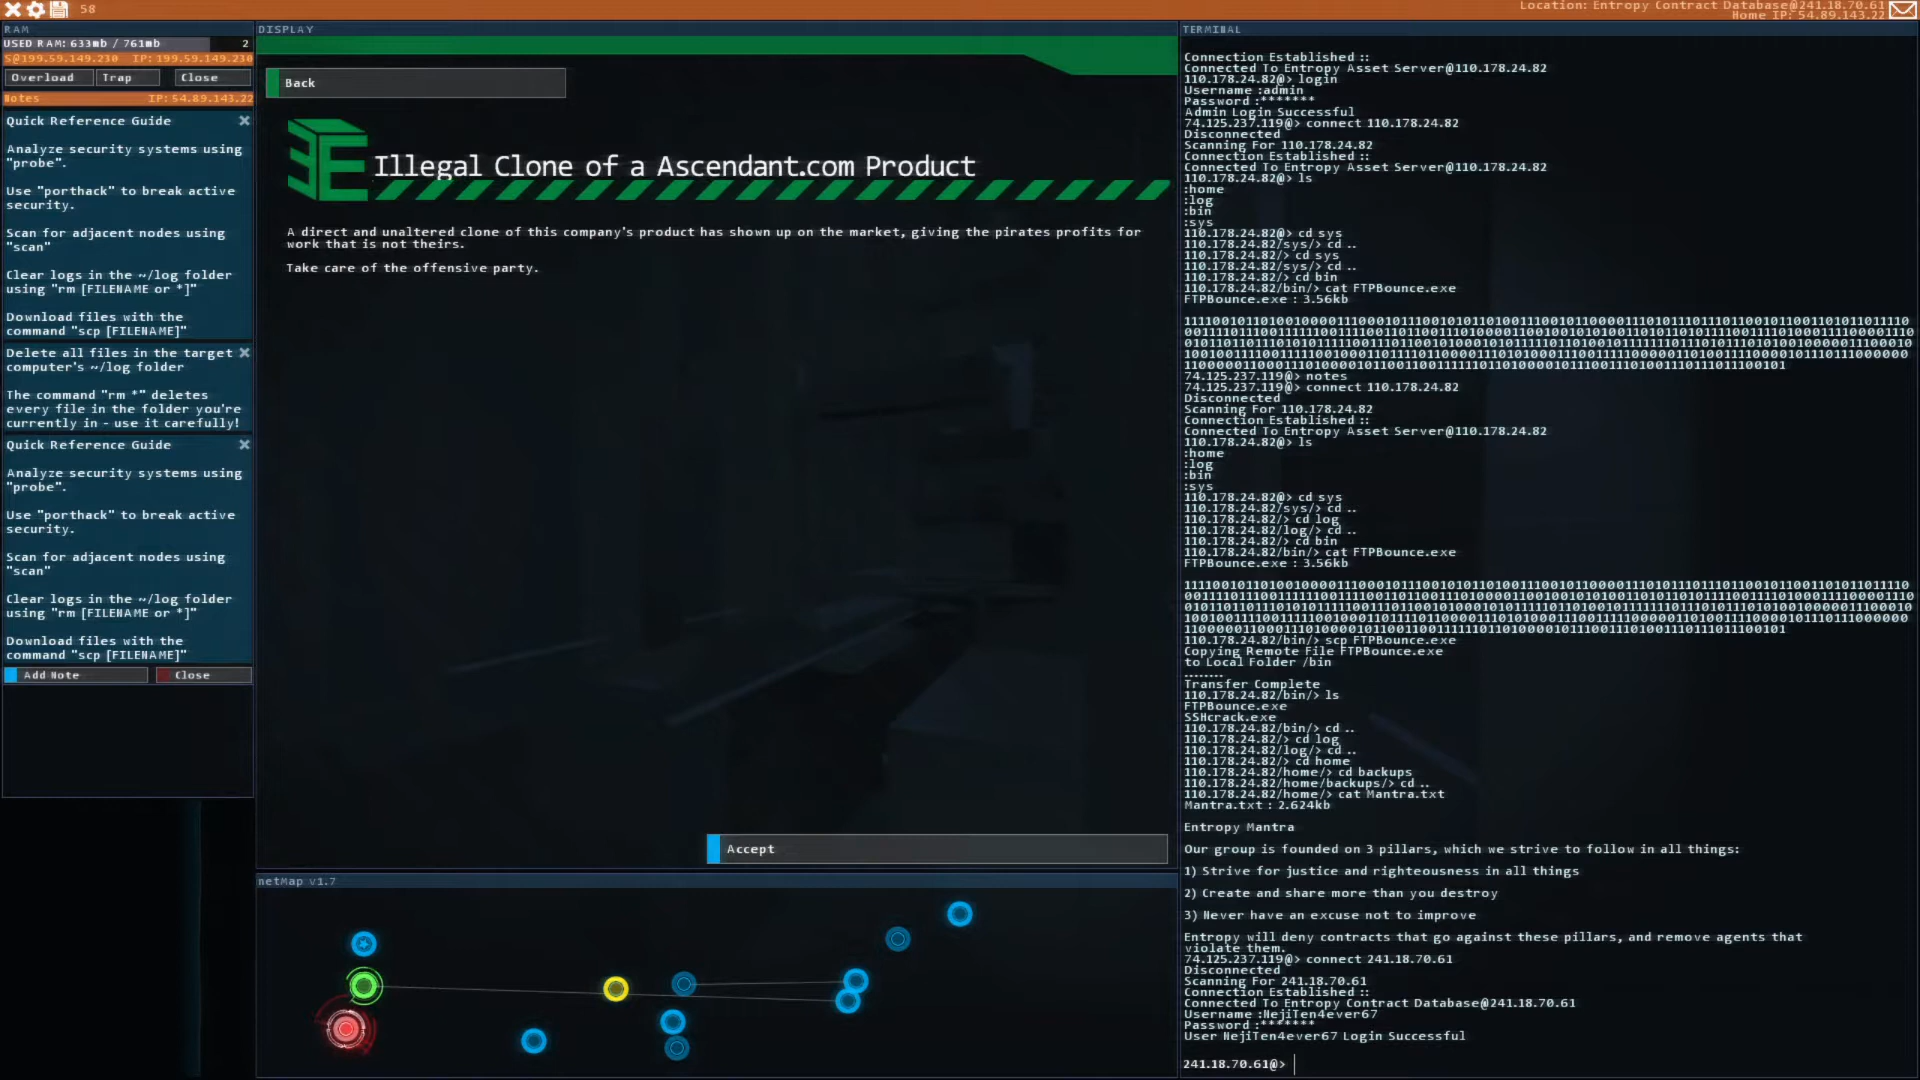 58
Location: Entropy Contract Database@241.18.70.61
Home IP: 54.89.143.22
RAM
USED RAM: 633mb / 761mb 2
S@199.59.149.230 IP: 199.59.149.230
Overload Trap Close
Notes IP: 54.89.143.22
Quick Reference Guide
Analyze security systems using
"probe".
Use "porthack" to break active
security.
Scan for adjacent nodes using
"scan"
Clear logs in the ~/log folder
using "rm [FILENAME or *]"
Download files with the
command "scp [FILENAME]"
Delete all files in the target
computer's ~/log folder
The command "rm *" deletes
every file in the folder you're
currently in - use it carefully!
Quick Reference Guide
Analyze security systems using
"probe".
Use "porthack" to break active
security.
Scan for adjacent nodes using
"scan"
Clear logs in the ~/log folder
using "rm [FILENAME or *]"
Download files with the
command "scp [FILENAME]"
Add Note Close
DISPLAY
Back
Illegal Clone of a Ascendant.com Product
A direct and unaltered clone of this company's product has shown up on the market, giving the pirates profits for
work that is not theirs.
Take care of the offensive party.
Accept
netMap v1.7
TERMINAL
Connection Established ::
Connected To Entropy Asset Server@110.178.24.82
110.178.24.82@> login
Username :admin
Password :*******
Admin Login Successful
74.125.237.119@> connect 110.178.24.82
Disconnected
Scanning For 110.178.24.82
Connection Established ::
Connected To Entropy Asset Server@110.178.24.82
110.178.24.82@> ls
:home
:log
:bin
:sys
110.178.24.82@> cd sys
110.178.24.82/sys/> cd ..
110.178.24.82/> cd sys
110.178.24.82/sys/> cd ..
110.178.24.82/> cd bin
110.178.24.82/bin/> cat FTPBounce.exe
FTPBounce.exe : 3.56kb
74.125.237.119@> notes
74.125.237.119@> connect 110.178.24.82
Disconnected
Scanning For 110.178.24.82
Connection Established ::
Connected To Entropy Asset Server@110.178.24.82
110.178.24.82@> ls
:home
:log
:bin
:sys
110.178.24.82@> cd sys
110.178.24.82/sys/> cd ..
110.178.24.82/> cd log
110.178.24.82/log/> cd ..
110.178.24.82/> cd bin
110.178.24.82/bin/> cat FTPBounce.exe
FTPBounce.exe : 3.56kb
110.178.24.82/bin/> scp FTPBounce.exe
Copying Remote File FTPBounce.exe
to Local Folder /bin
--------
Transfer Complete
110.178.24.82/bin/> ls
FTPBounce.exe
SSHcrack.exe
110.178.24.82/bin/> cd ..
110.178.24.82/> cd log
110.178.24.82/log/> cd ..
110.178.24.82/> cd home
110.178.24.82/home/> cd backups
110.178.24.82/home/backups/> cd ..
110.178.24.82/home/> cat Mantra.txt
Mantra.txt : 2.624kb
Entropy Mantra
Our group is founded on 3 pillars, which we strive to follow in all things:
1) Strive for justice and righteousness in all things
2) Create and share more than you destroy
3) Never have an excuse not to improve
Entropy will deny contracts that go against these pillars, and remove agents that
violate them.
74.125.237.119@> connect 241.18.70.61
Disconnected
Scanning For 241.18.70.61
Connection Established ::
Connected To Entropy Contract Database@241.18.70.61
Username :NejiTen4ever67
Password :*******
User NejiTen4ever67 Login Successful
241.18.70.61@>